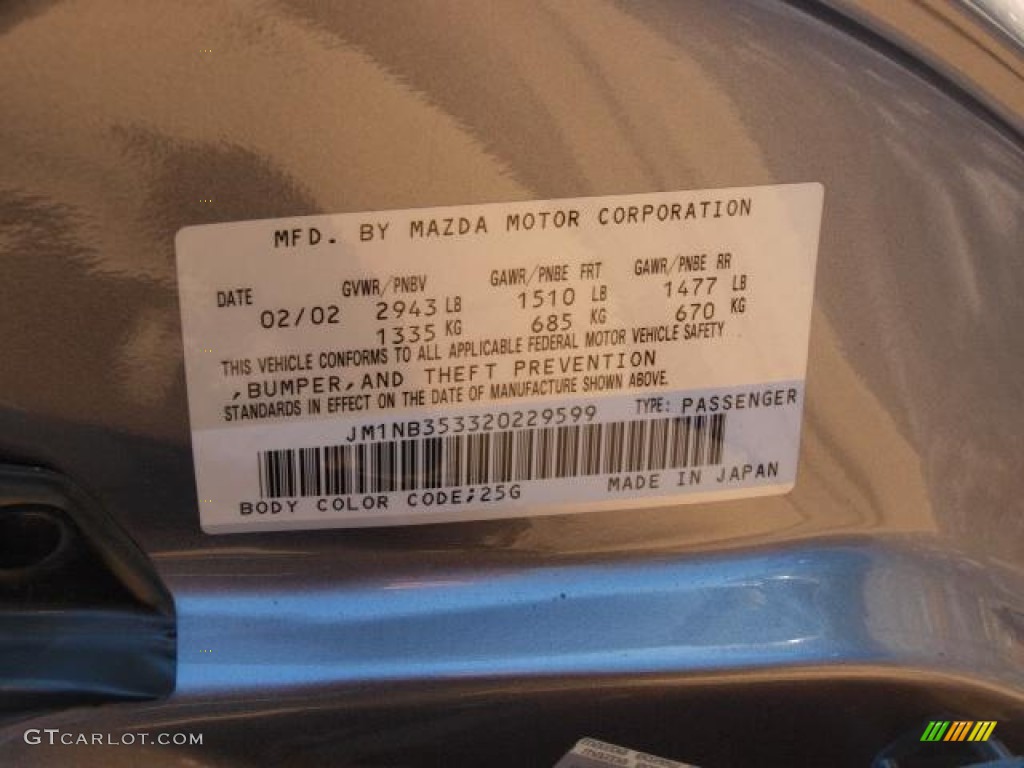 MFD. BY MAZDA MOTOR CORPORATION
DATE GVWR/PNBV GAWR/PNBE FRT GAWR/PNBE RR
02/02 2943 LB 1510 LB 1477 LB
1335 KG 685 KG 670 KG
THIS VEHICLE CONFORMS TO ALL APPLICABLE FEDERAL MOTOR VEHICLE SAFETY
,BUMPER,AND THEFT PREVENTION
STANDARDS IN EFFECT ON THE DATE OF MANUFACTURE SHOWN ABOVE.
JM1NB353320229599 TYPE: PASSENGER
BODY COLOR CODE;25G MADE IN JAPAN
GTCARLOT.COM